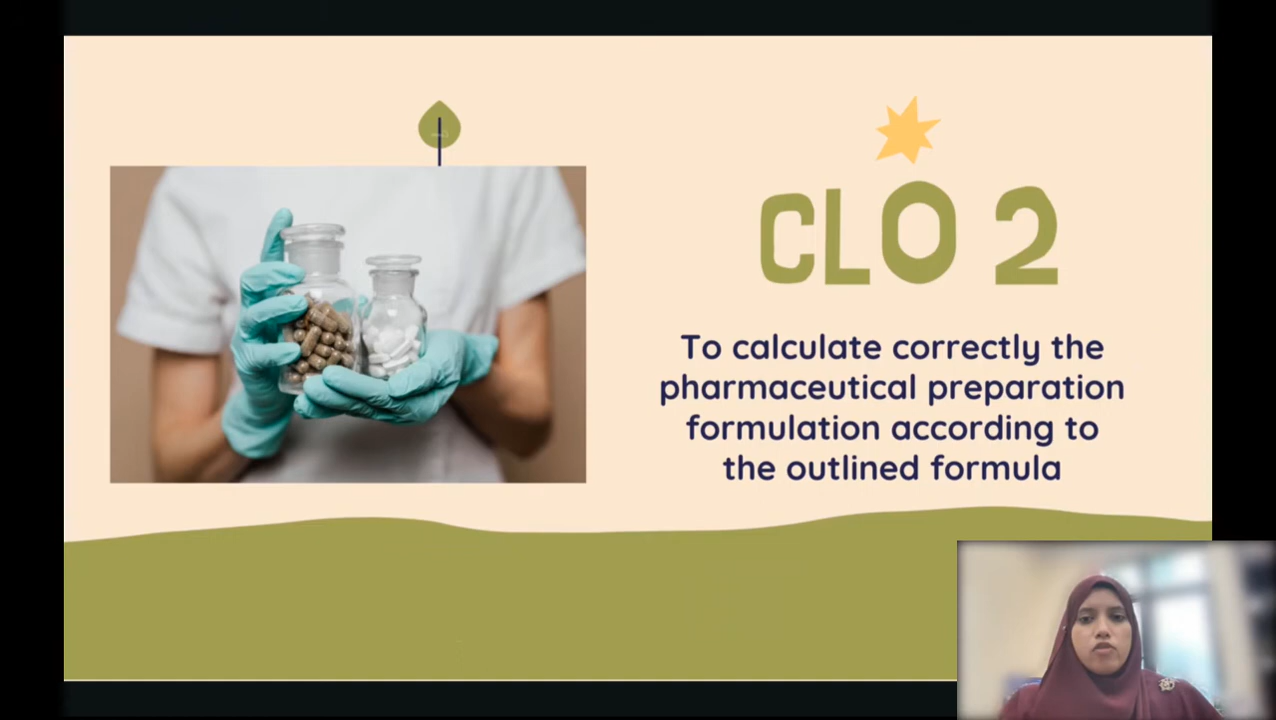 CLO 2
To calculate correctly the
pharmaceutical preparation
formulation according to
the outlined formula